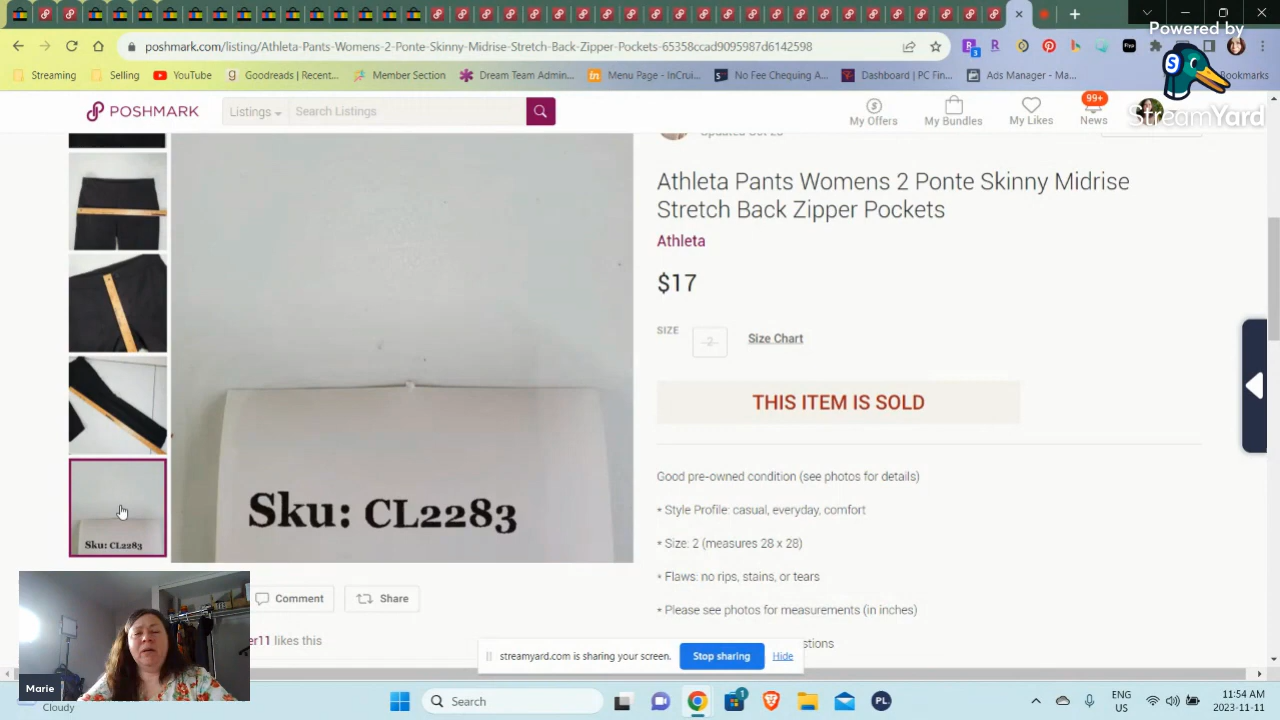 Powered by
StreamYard
poshmark.com/listing/Athleta-Pants-Womens-2-Ponte-Skinny-Midrise-Stretch-Back-Zipper-Pockets-65358ccad9095987d6142598
Streaming
Selling
YouTube
Goodreads | Recent...
Member Section
Dream Team Admin...
Menu Page - InCrui...
No Fee Chequing A...
Dashboard | PC Fin...
Ads Manager - Ma...
Bookmarks
POSHMARK
Listings
Search Listings
My Offers
My Bundles
My Likes
99+
News
Athleta Pants Womens 2 Ponte Skinny Midrise
Stretch Back Zipper Pockets
Athleta
$17
SIZE
2
Size Chart
THIS ITEM IS SOLD
Good pre-owned condition (see photos for details)
* Style Profile: casual, everyday, comfort
* Size: 2 (measures 28 x 28)
* Flaws: no rips, stains, or tears
* Please see photos for measurements (in inches)
Sku: CL2283
Sku: CL2283
Comment
Share
er11 likes this
streamyard.com is sharing your screen.
Stop sharing
Hide
stions
Marie
Cloudy
Search
ENG
US
11:54 AM
2023-11-11